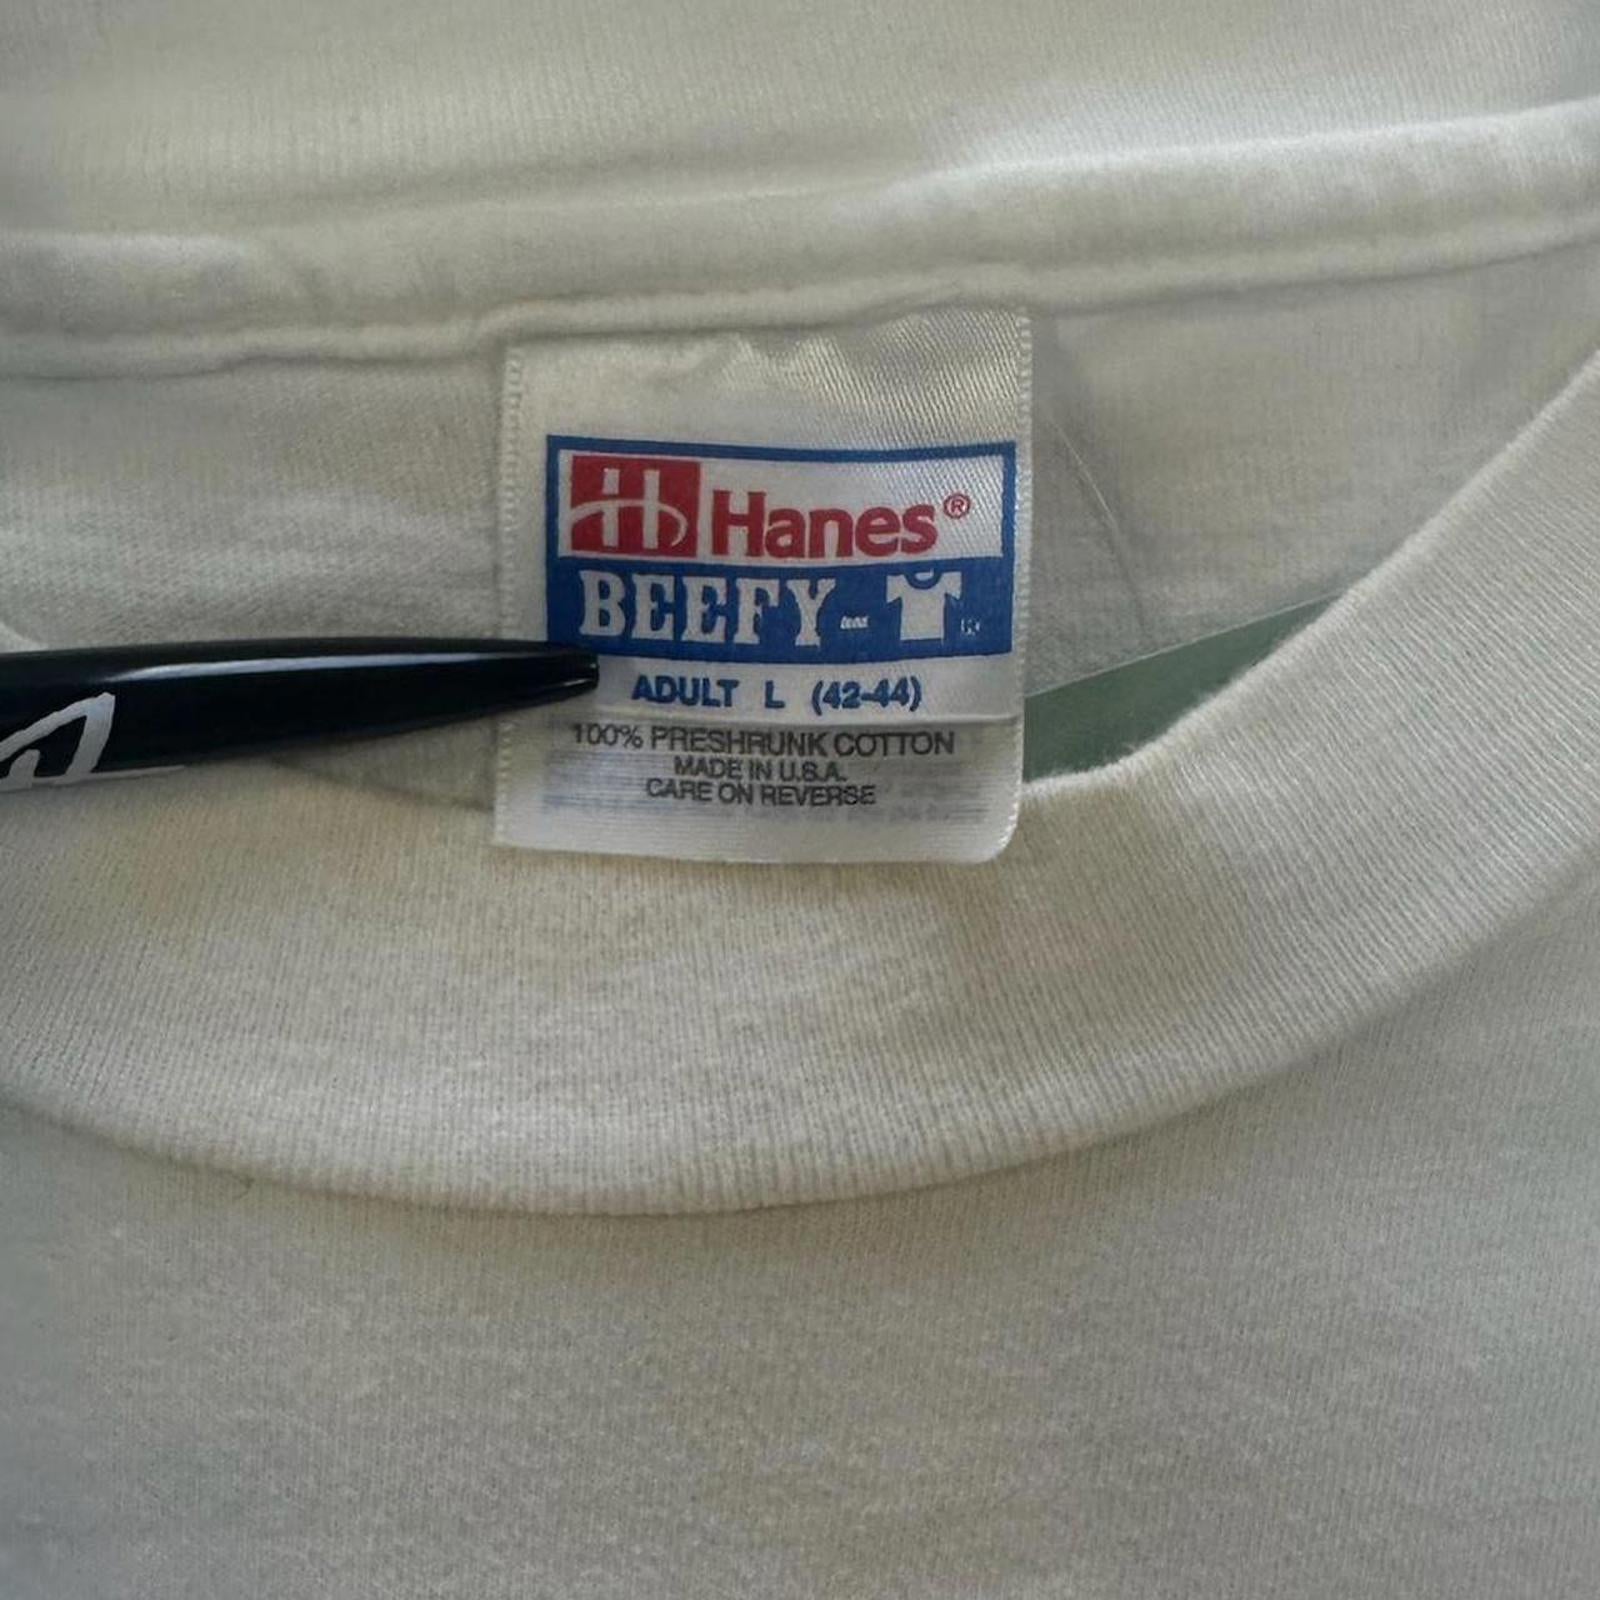 Hanes®
BEEFY-
ADULT L (42-44)
100% PRESHRUNK COTTON
MADE IN U.S.A.
CARE ON REVERSE